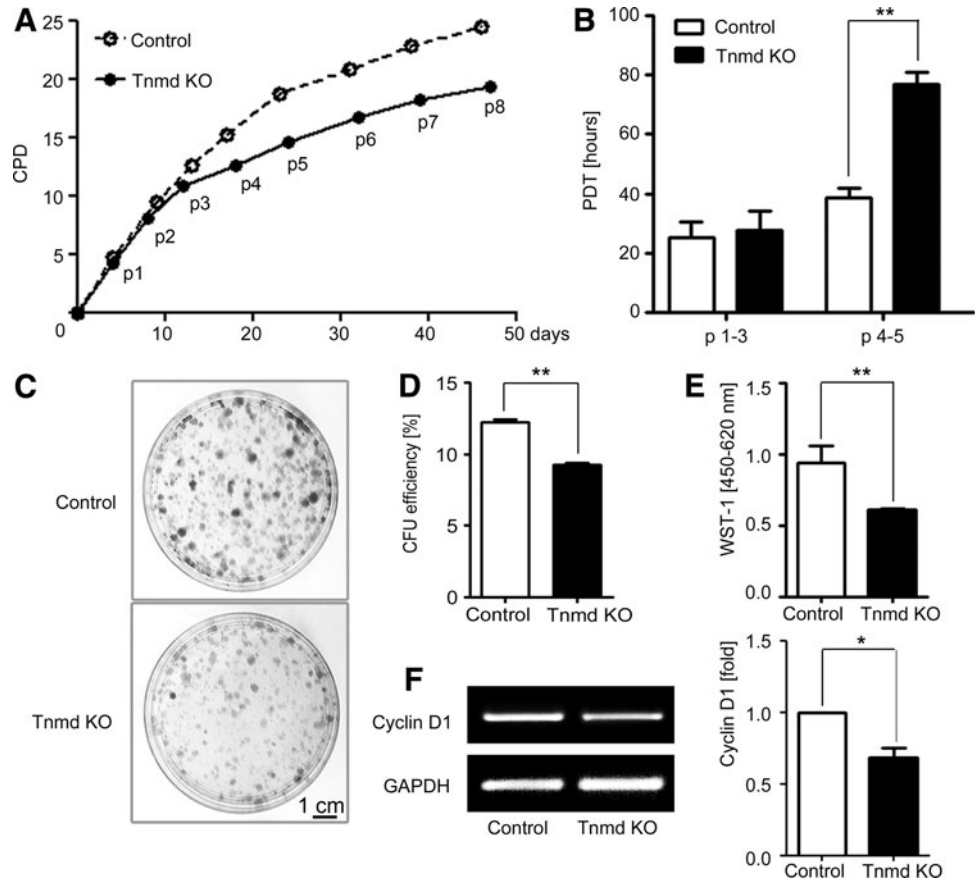 A
25
20
15
10
5
0
CPD
Control
Tnmd KO
p1
p2
p3
p4
p5
p6
p7
p8
10
20
30
40
50 days
B
100
80
60
40
20
0
PDT [hours]
Control
Tnmd KO
**
p 1-3
p 4-5
C
Control
Tnmd KO
1 cm
D
15
10
5
0
CFU efficiency [%]
**
Control
Tnmd KO
E
1.5
1.0
0.5
0.0
WST-1 [450-620 nm]
**
Control
Tnmd KO
F
Cyclin D1
GAPDH
Control
Tnmd KO
1.5
1.0
0.5
0.0
Cyclin D1 [fold]
*
Control
Tnmd KO